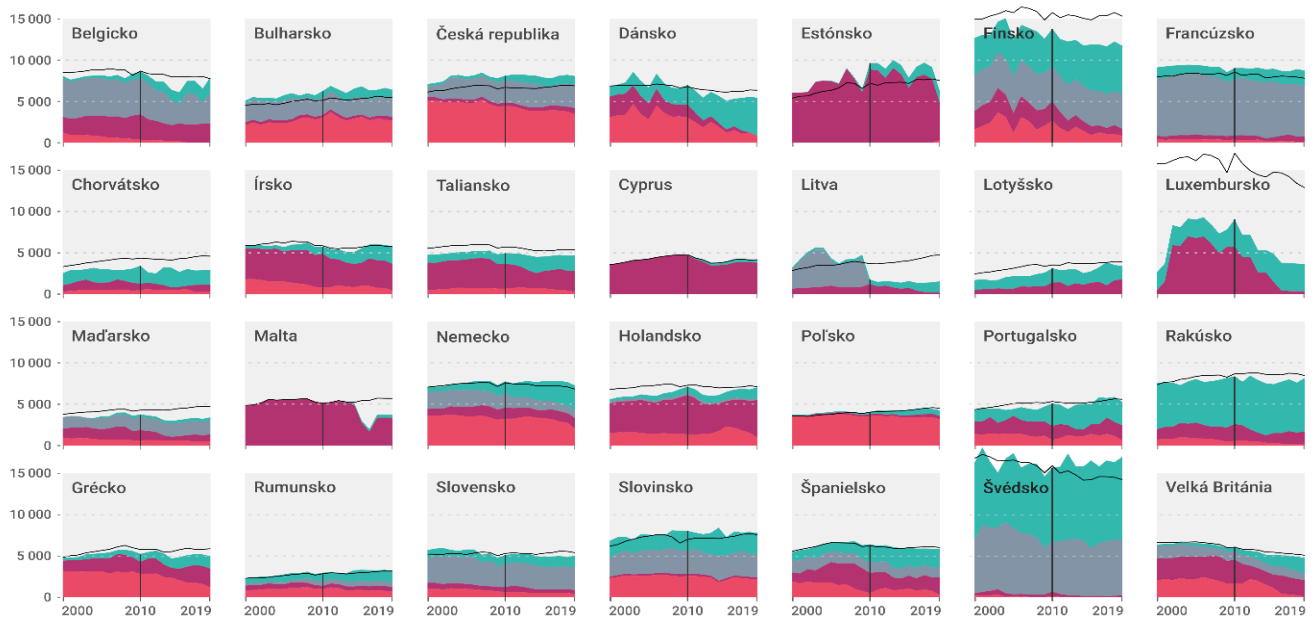 15 000
10 000
5 000
0
Belgicko
Bulharsko
Česká republika
Dánsko
Estónsko
Fínsko
Francúzsko
15 000
10 000
5 000
0
Chorvátsko
Írsko
Taliansko
Cyprus
Litva
Lotyšsko
Luxembursko
15 000
10 000
5 000
0
Maďarsko
Malta
Nemecko
Holandsko
Poľsko
Portugalsko
Rakúsko
15 000
10 000
5 000
0
Grécko
Rumunsko
Slovensko
Slovinsko
Španielsko
Švédsko
Velká Británia
2000 2010 2019
2000 2010 2019
2000 2010 2019
2000 2010 2019
2000 2010 2019
2000 2010 2019
2000 2010 2019